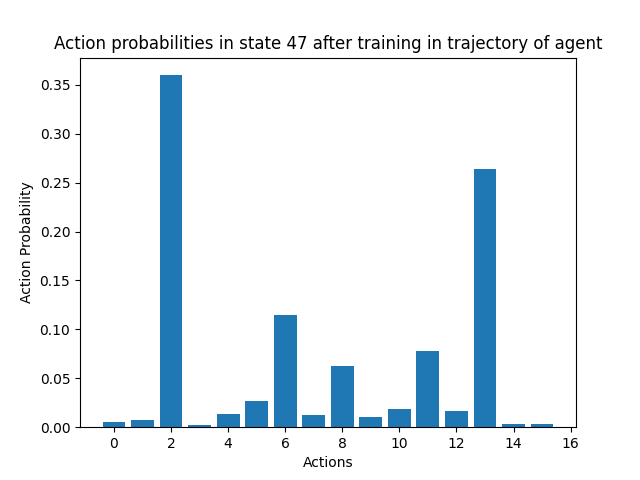 Action probabilities in state 47 after training in trajectory of agent
0.35
0.30
0.25
0.20
0.15
0.10
0.05
0.00
Action Probability
0 2 4 6 8 10 12 14 16
Actions